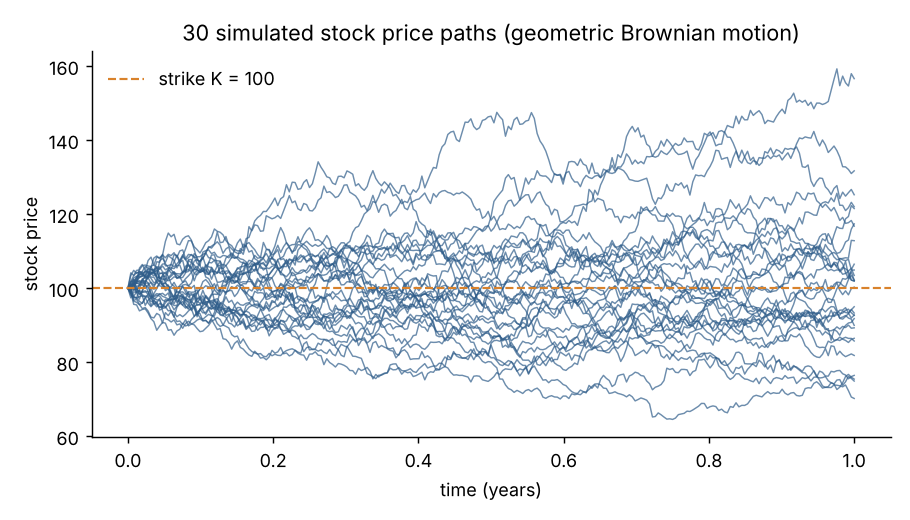 30 simulated stock price paths (geometric Brownian motion)
strike K = 100
stock price
160
140
120
100
80
60
0.0 0.2 0.4 0.6 0.8 1.0
time (years)